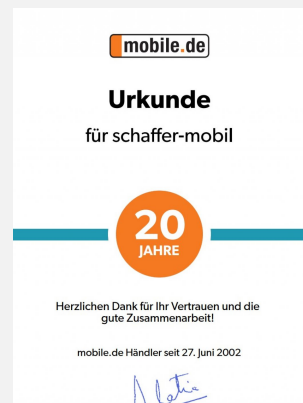 mobile.de
Urkunde
für schaffer-mobil
20
JAHRE
Herzlichen Dank für Ihr Vertrauen und die
gute Zusammenarbeit!
mobile.de Händler seit 27. Juni 2002